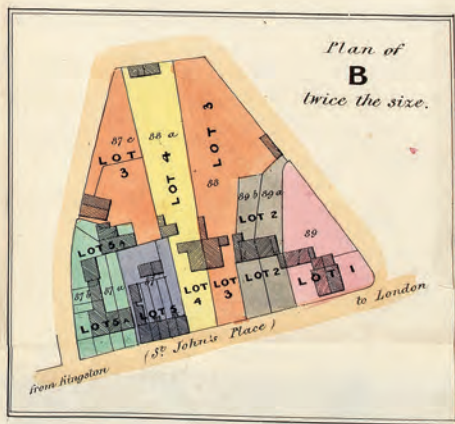 Plan of
B
twice the size.
87 c
88 a
LOT 3
LOT 4
LOT 3
88
89 b
89 a
LOT 2
89
LOT 5A
87 b
87 a
87
LOT 5A
LOT 5
LOT 4
LOT 3
LOT 2
LOT 1
(St. John's Place)
to London
from Kingston